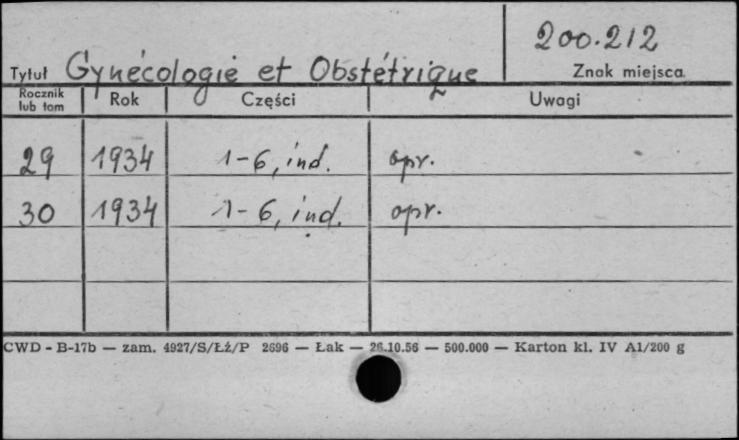 200.212
Tytuł Gynécologie et Obstétrique Znak miejsca
Rocznik lub tom Rok Części Uwagi
29 1934 1-6, ind. opr.
30 1934 1-6, ind. opr.
CWD - B-17b — zam. 4927/S/Łź/P 2696 — Łak — 26.10.56 — 500.000 — Karton kl. IV A1/200 g